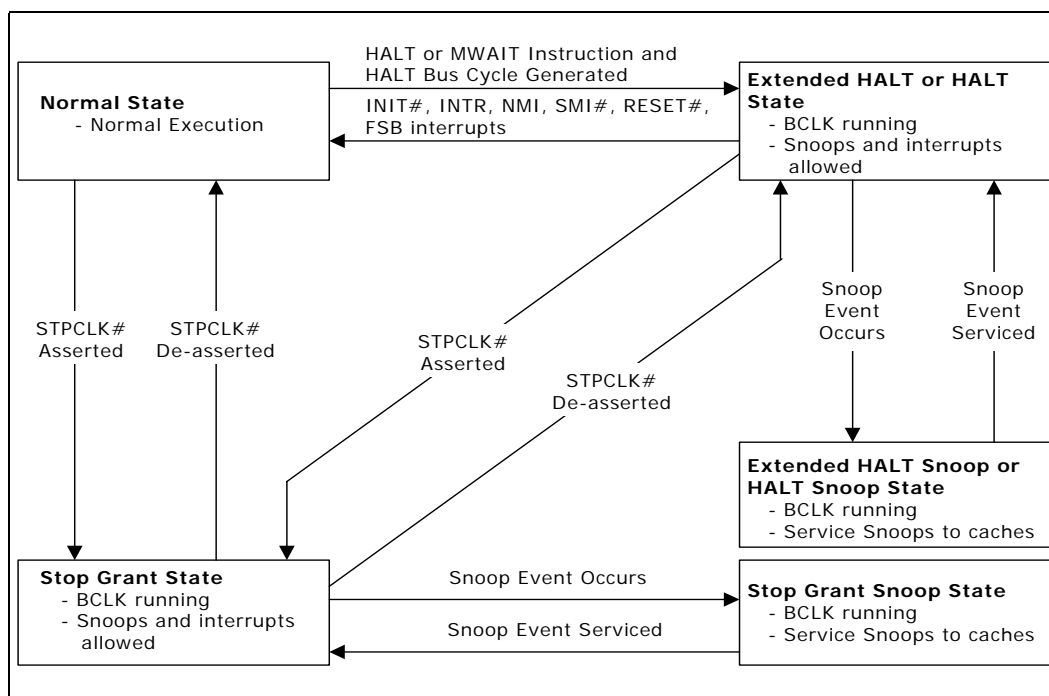 HALT or MWAIT Instruction and
HALT Bus Cycle Generated
Normal State
- Normal Execution
INIT#, INTR, NMI, SMI#, RESET#,
FSB interrupts
Extended HALT or HALT
State
- BCLK running
- Snoops and interrupts
allowed
STPCLK#
Asserted
STPCLK#
De-asserted
STPCLK#
Asserted
STPCLK#
De-asserted
Snoop
Event
Occurs
Snoop
Event
Serviced
Extended HALT Snoop or
HALT Snoop State
- BCLK running
- Service Snoops to caches
Stop Grant State
- BCLK running
- Snoops and interrupts
allowed
Snoop Event Occurs
Snoop Event Serviced
Stop Grant Snoop State
- BCLK running
- Service Snoops to caches